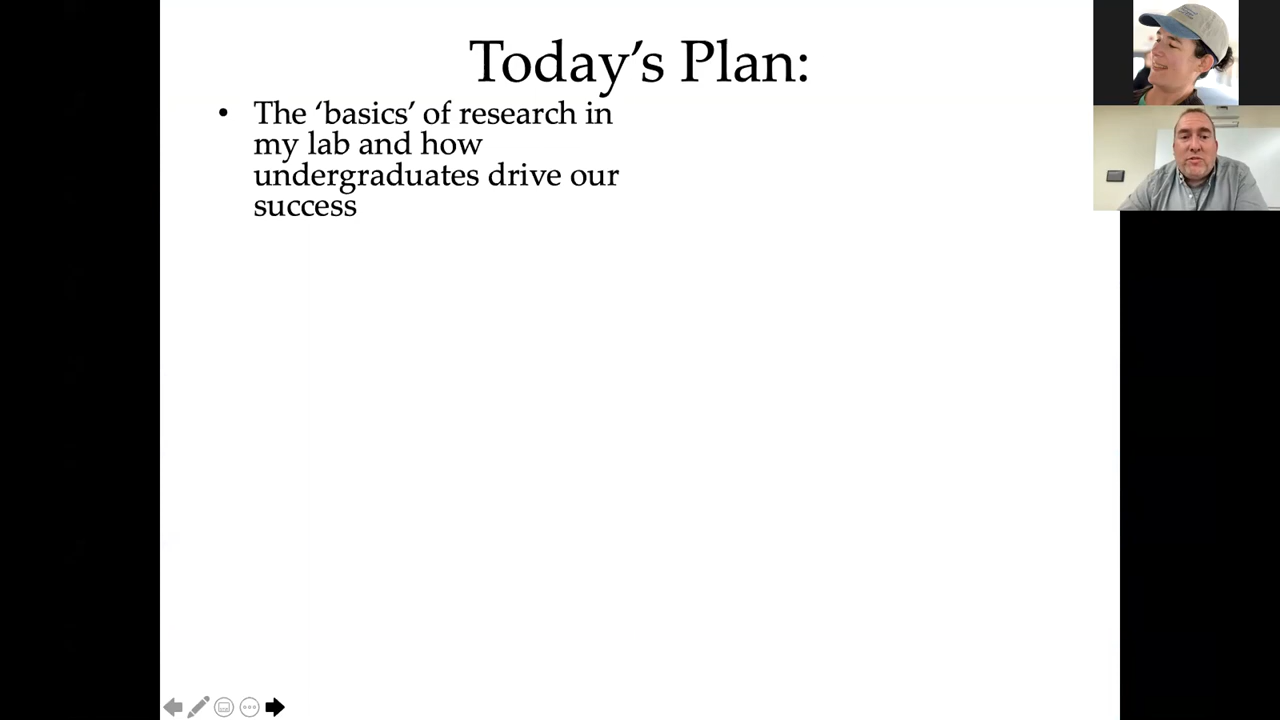 Today’s Plan:
• The ‘basics’ of research in
my lab and how
undergraduates drive our
success